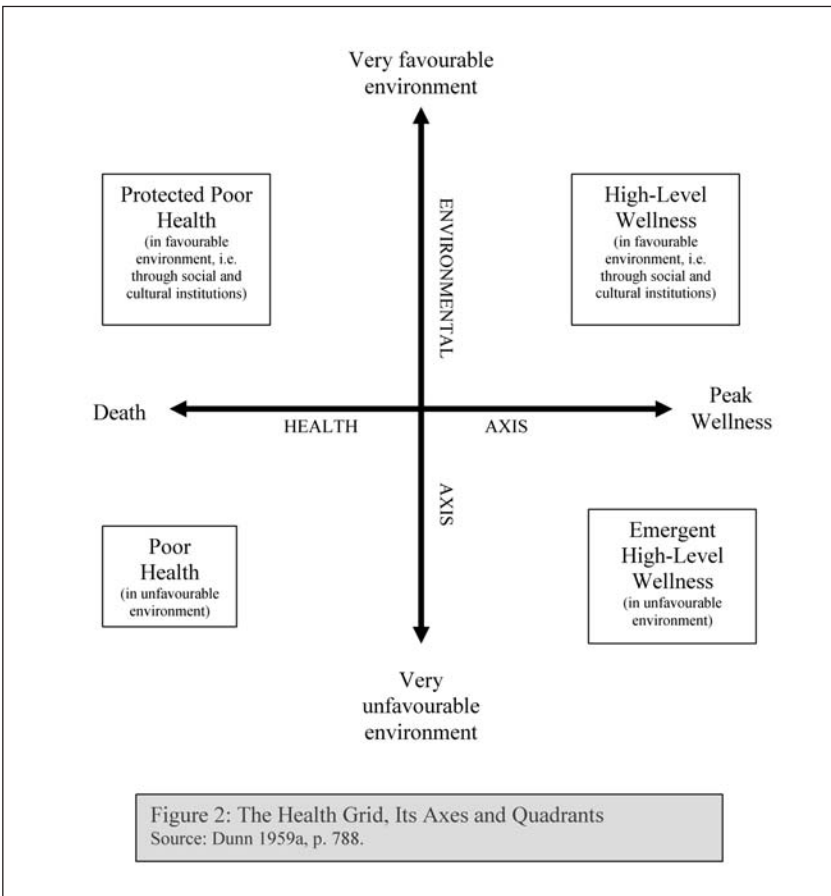 Very favourable
environment
Protected Poor
Health
(in favourable
environment, i.e.
through social and
cultural institutions)
ENVIRONMENTAL
High-Level
Wellness
(in favourable
environment, i.e.
through social and
cultural institutions)
Death
HEALTH
AXIS
Peak
Wellness
Poor
Health
(in unfavourable
environment)
AXIS
Emergent
High-Level
Wellness
(in unfavourable
environment)
Very
unfavourable
environment
Figure 2: The Health Grid, Its Axes and Quadrants
Source: Dunn 1959a, p. 788.